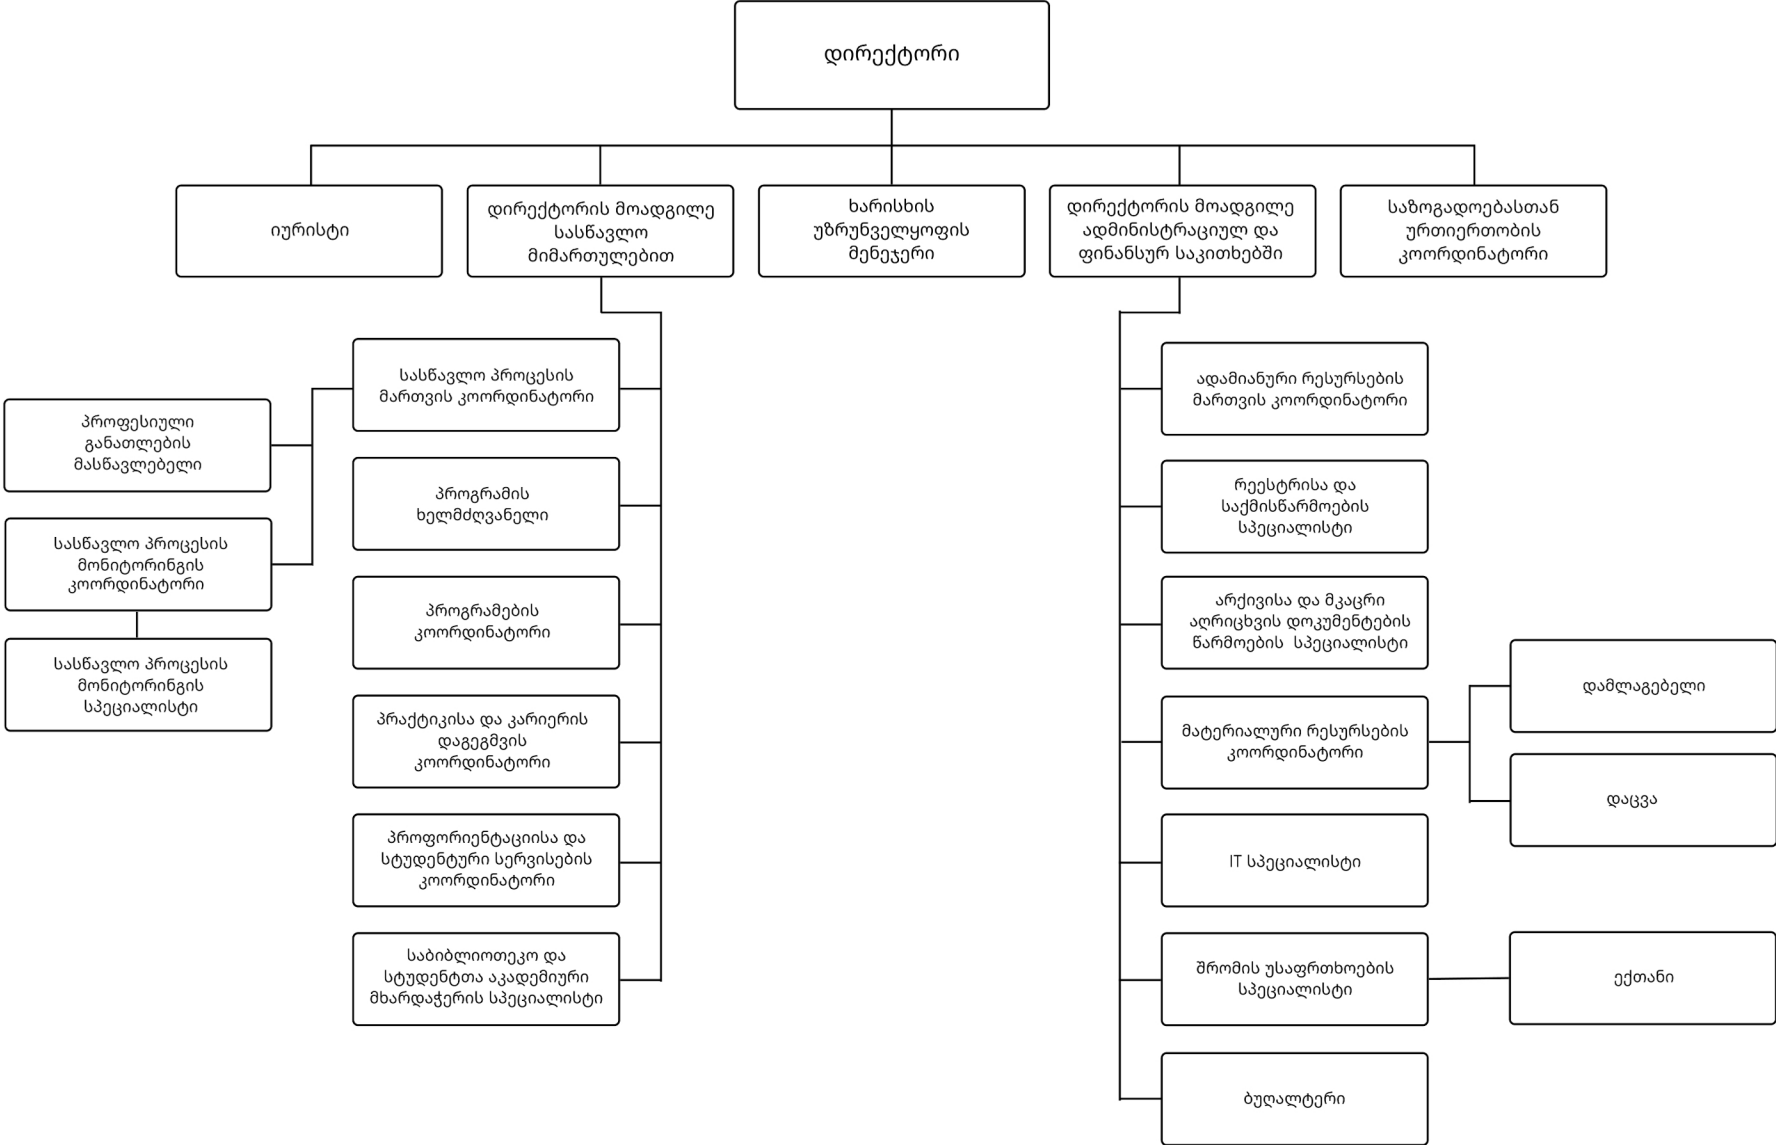 დირექტორი
იურისტი
დირექტორის მოადგილე
სასწავლო
მიმართულებით
ხარისხის
უზრუნველყოფის
მენეჯერი
დირექტორის მოადგილე
ადმინისტრაციულ და
ფინანსურ საკითხებში
საზოგადოებასთან
ურთიერთობის
კოორდინატორი
სასწავლო პროცესის
მართვის კოორდინატორი
პროფესიული
განათლების
მასწავლებელი
სასწავლო პროცესის
მონიტორინგის
კოორდინატორი
სასწავლო პროცესის
მონიტორინგის
სპეციალისტი
პროგრამის
ხელმძღვანელი
პროგრამების
კოორდინატორი
პრაქტიკისა და კარიერის
დაგეგმვის
კოორდინატორი
პროფორიენტაციისა და
სტუდენტური სერვისების
კოორდინატორი
საბიბლიოთეკო და
სტუდენტთა აკადემიური
მხარდაჭერის სპეციალისტი
ადამიანური რესურსების
მართვის კოორდინატორი
რეესტრისა და
საქმისწარმოების
სპეციალისტი
არქივისა და მკაცრი
აღრიცხვის დოკუმენტების
წარმოების  სპეციალისტი
მატერიალური რესურსების
კოორდინატორი
დამლაგებელი
დაცვა
IT სპეციალისტი
შრომის უსაფრთხოების
სპეციალისტი
ექთანი
ბუღალტერი